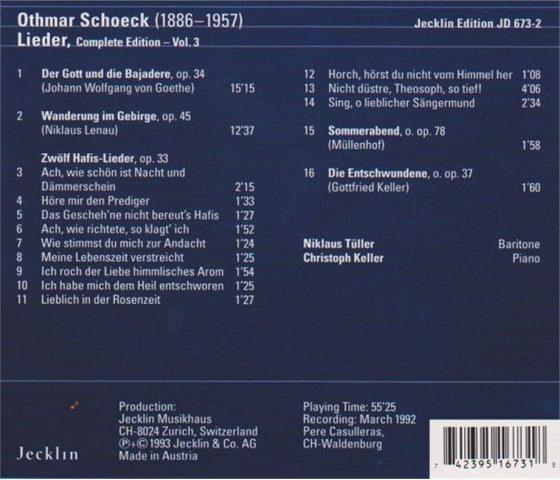 Othmar Schoeck (1886–1957)
Lieder, Complete Edition – Vol. 3
Jecklin Edition JD 673-2
1 Der Gott und die Bajadere, op. 34
(Johann Wolfgang von Goethe) 15'15
2 Wanderung im Gebirge, op. 45
(Niklaus Lenau) 12'37
Zwölf Hafis-Lieder, op. 33
3 Ach, wie schön ist Nacht und
Dämmerschein 2'15
4 Höre mir den Prediger 1'33
5 Das Gescheh'ne nicht bereut's Hafis 1'27
6 Ach, wie richtete, so klagt' ich 1'52
7 Wie stimmst du mich zur Andacht 1'24
8 Meine Lebenszeit verstreicht 1'25
9 Ich roch der Liebe himmlisches Arom 1'54
10 Ich habe mich dem Heil entschworen 1'25
11 Lieblich in der Rosenzeit 1'27
12 Horch, hörst du nicht vom Himmel her 1'08
13 Nicht düstre, Theosoph, so tief! 4'06
14 Sing, o lieblicher Sängermund 2'34
15 Sommerabend, o. op. 78
(Müllenhof) 1'58
16 Die Entschwundene, o. op. 37
(Gottfried Keller) 1'60
Niklaus Tüller Baritone
Christoph Keller Piano
Jecklin
Production:
Jecklin Musikhaus
CH-8024 Zurich, Switzerland
Ⓟ+© 1993 Jecklin & Co. AG
Made in Austria
Playing Time: 55'25
Recording: March 1992
Pere Casulleras,
CH-Waldenburg
7 42395 16731 8